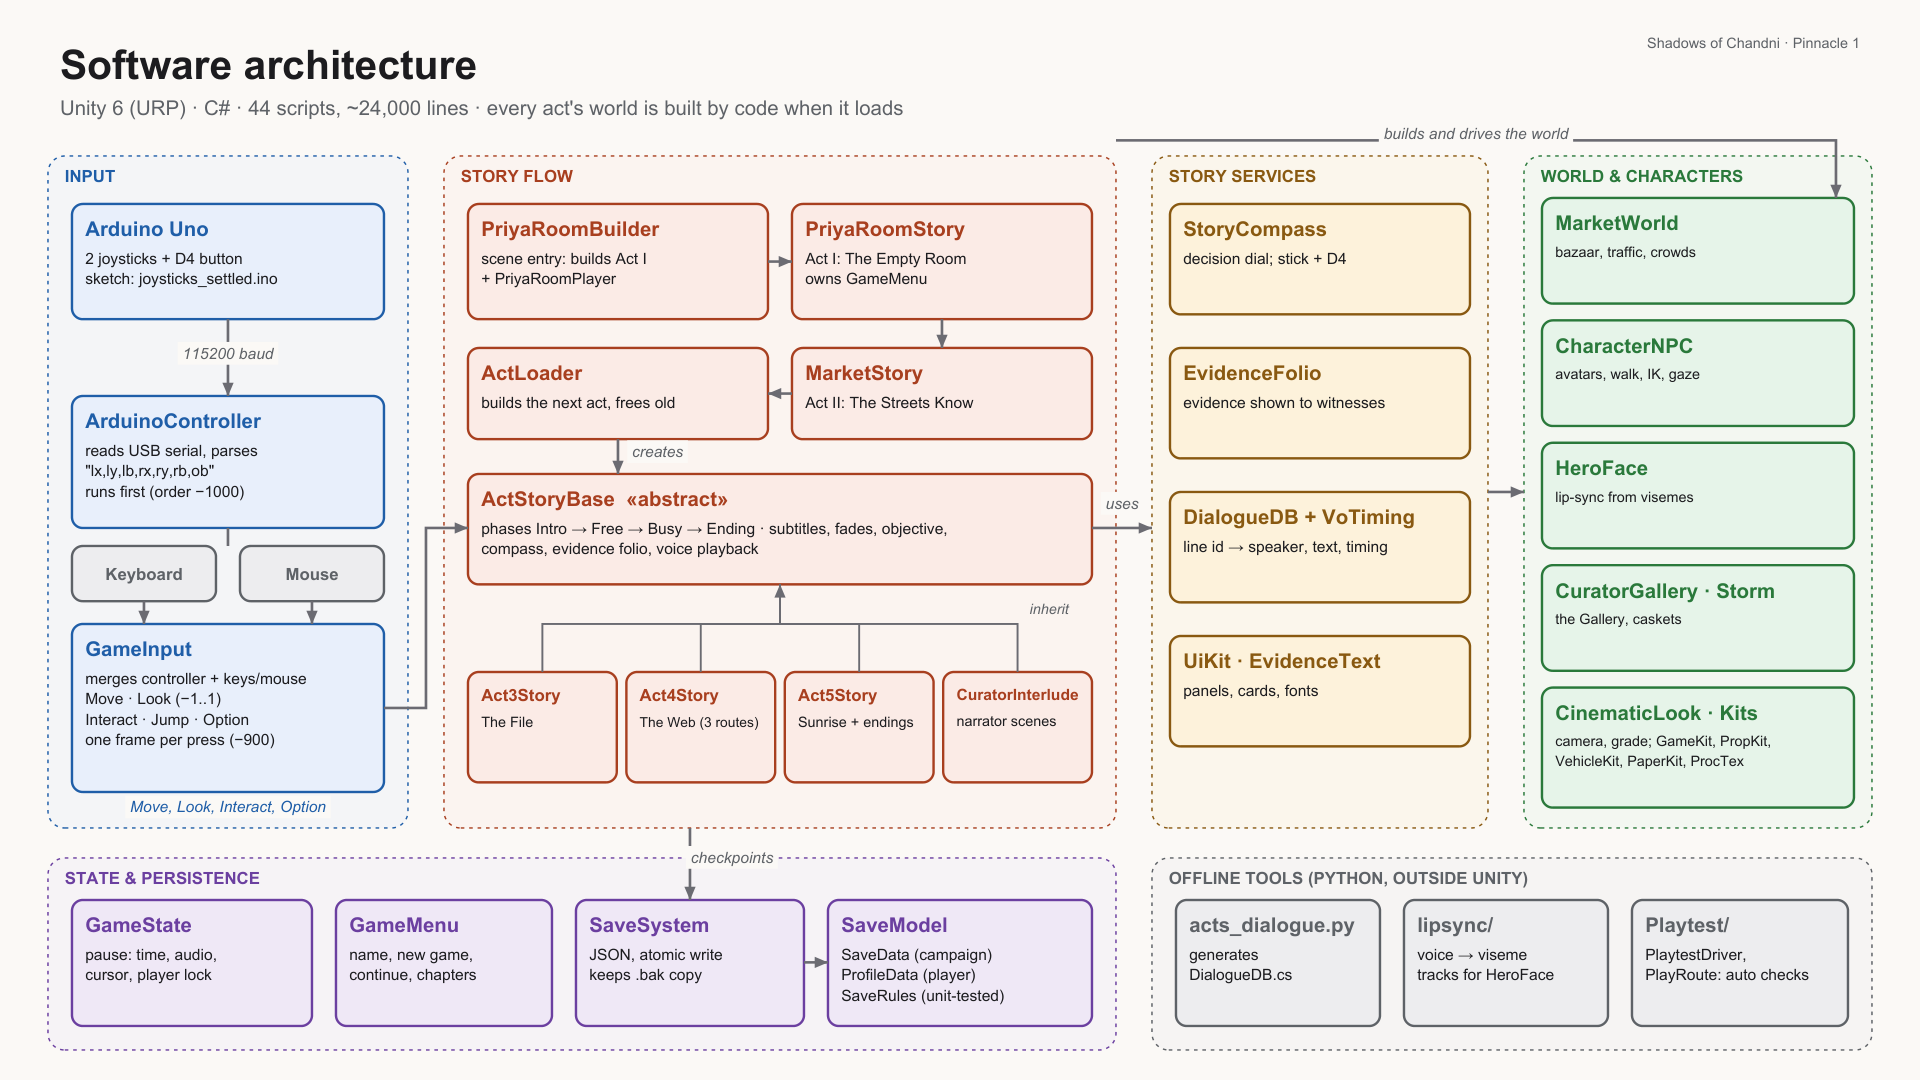 Shadows of Chandni · Pinnacle 1
Software architecture
Unity 6 (URP) · C# · 44 scripts, ~24,000 lines · every act's world is built by code when it loads
builds and drives the world
INPUT
Arduino Uno
2 joysticks + D4 button
sketch: joysticks_settled.ino
115200 baud
ArduinoController
reads USB serial, parses
"lx,ly,lb,rx,ry,rb,ob"
runs first (order −1000)
Keyboard
Mouse
GameInput
merges controller + keys/mouse
Move · Look (−1..1)
Interact · Jump · Option
one frame per press (−900)
Move, Look, Interact, Option
STORY FLOW
PriyaRoomBuilder
scene entry: builds Act I
+ PriyaRoomPlayer
PriyaRoomStory
Act I: The Empty Room
owns GameMenu
ActLoader
builds the next act, frees old
MarketStory
Act II: The Streets Know
creates
ActStoryBase «abstract»
phases Intro → Free → Busy → Ending · subtitles, fades, objective,
compass, evidence folio, voice playback
uses
inherit
Act3Story
The File
Act4Story
The Web (3 routes)
Act5Story
Sunrise + endings
CuratorInterlude
narrator scenes
STORY SERVICES
StoryCompass
decision dial; stick + D4
EvidenceFolio
evidence shown to witnesses
DialogueDB + VoTiming
line id → speaker, text, timing
UiKit · EvidenceText
panels, cards, fonts
WORLD & CHARACTERS
MarketWorld
bazaar, traffic, crowds
CharacterNPC
avatars, walk, IK, gaze
HeroFace
lip-sync from visemes
CuratorGallery · Storm
the Gallery, caskets
CinematicLook · Kits
camera, grade; GameKit, PropKit,
VehicleKit, PaperKit, ProcTex
checkpoints
STATE & PERSISTENCE
GameState
pause: time, audio,
cursor, player lock
GameMenu
name, new game,
continue, chapters
SaveSystem
JSON, atomic write
keeps .bak copy
SaveModel
SaveData (campaign)
ProfileData (player)
SaveRules (unit-tested)
OFFLINE TOOLS (PYTHON, OUTSIDE UNITY)
acts_dialogue.py
generates
DialogueDB.cs
lipsync/
voice → viseme
tracks for HeroFace
Playtest/
PlaytestDriver,
PlayRoute: auto checks